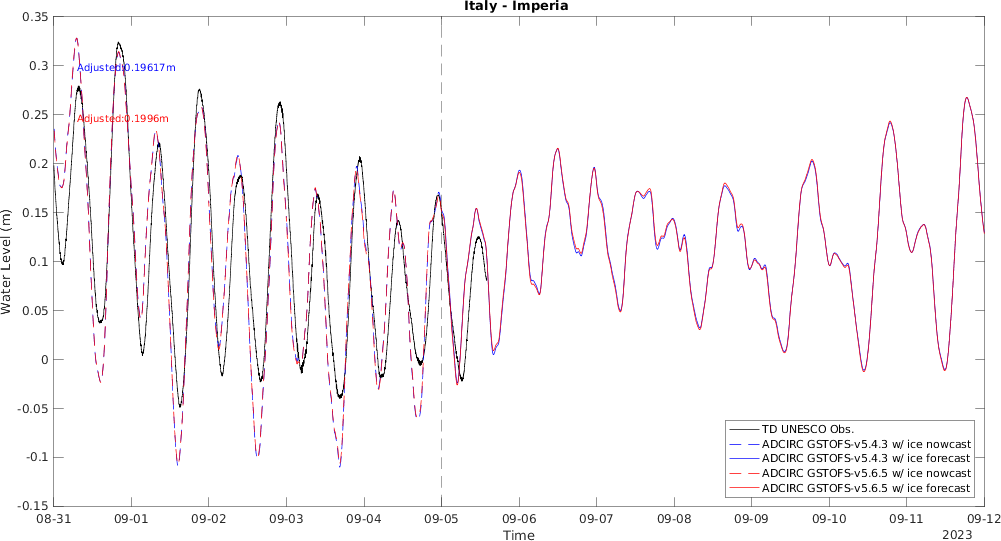 Italy - Imperia
Water Level (m)
0.35
0.3
0.25
0.2
0.15
0.1
0.05
0
-0.05
-0.1
-0.15
Adjusted:0.19617m
Adjusted:0.1996m
TD UNESCO Obs.
ADCIRC GSTOFS-v5.4.3 w/ ice nowcast
ADCIRC GSTOFS-v5.4.3 w/ ice forecast
ADCIRC GSTOFS-v5.6.5 w/ ice nowcast
ADCIRC GSTOFS-v5.6.5 w/ ice forecast
08-31 09-01 09-02 09-03 09-04 09-05 09-06 09-07 09-08 09-09 09-10 09-11 09-12
Time
2023